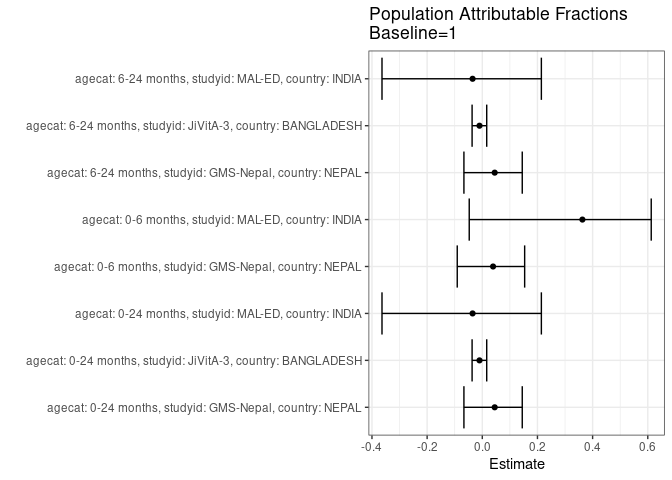 Population Attributable Fractions
Baseline=1
agecat: 6-24 months, studyid: MAL-ED, country: INDIA
agecat: 6-24 months, studyid: JiVitA-3, country: BANGLADESH
agecat: 6-24 months, studyid: GMS-Nepal, country: NEPAL
agecat: 0-6 months, studyid: MAL-ED, country: INDIA
agecat: 0-6 months, studyid: GMS-Nepal, country: NEPAL
agecat: 0-24 months, studyid: MAL-ED, country: INDIA
agecat: 0-24 months, studyid: JiVitA-3, country: BANGLADESH
agecat: 0-24 months, studyid: GMS-Nepal, country: NEPAL
-0.4 -0.2 0.0 0.2 0.4 0.6
Estimate